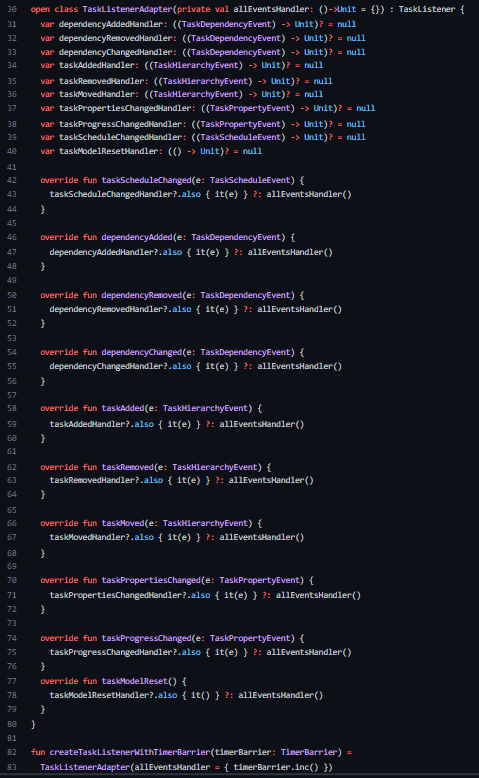 30 open class TaskListenerAdapter(private val allEventsHandler: ()->Unit = {}) : TaskListener {
31   var dependencyAddedHandler: ((TaskDependencyEvent) -> Unit)? = null
32   var dependencyRemovedHandler: ((TaskDependencyEvent) -> Unit)? = null
33   var dependencyChangedHandler: ((TaskDependencyEvent) -> Unit)? = null
34   var taskAddedHandler: ((TaskHierarchyEvent) -> Unit)? = null
35   var taskRemovedHandler: ((TaskHierarchyEvent) -> Unit)? = null
36   var taskMovedHandler: ((TaskHierarchyEvent) -> Unit)? = null
37   var taskPropertiesChangedHandler: ((TaskPropertyEvent) -> Unit)? = null
38   var taskProgressChangedHandler: ((TaskPropertyEvent) -> Unit)? = null
39   var taskScheduleChangedHandler: ((TaskScheduleEvent) -> Unit)? = null
40   var taskModelResetHandler: (() -> Unit)? = null
41
42   override fun taskScheduleChanged(e: TaskScheduleEvent) {
43     taskScheduleChangedHandler?.also { it(e) } ?: allEventsHandler()
44   }
45
46   override fun dependencyAdded(e: TaskDependencyEvent) {
47     dependencyAddedHandler?.also { it(e) } ?: allEventsHandler()
48   }
49
50   override fun dependencyRemoved(e: TaskDependencyEvent) {
51     dependencyRemovedHandler?.also { it(e) } ?: allEventsHandler()
52   }
53
54   override fun dependencyChanged(e: TaskDependencyEvent) {
55     dependencyChangedHandler?.also { it(e) } ?: allEventsHandler()
56   }
57
58   override fun taskAdded(e: TaskHierarchyEvent) {
59     taskAddedHandler?.also { it(e) } ?: allEventsHandler()
60   }
61
62   override fun taskRemoved(e: TaskHierarchyEvent) {
63     taskRemovedHandler?.also { it(e) } ?: allEventsHandler()
64   }
65
66   override fun taskMoved(e: TaskHierarchyEvent) {
67     taskMovedHandler?.also { it(e) } ?: allEventsHandler()
68   }
69
70   override fun taskPropertiesChanged(e: TaskPropertyEvent) {
71     taskPropertiesChangedHandler?.also { it(e) } ?: allEventsHandler()
72   }
73
74   override fun taskProgressChanged(e: TaskPropertyEvent) {
75     taskProgressChangedHandler?.also { it(e) } ?: allEventsHandler()
76   }
77   override fun taskModelReset() {
78     taskModelResetHandler?.also { it() } ?: allEventsHandler()
79   }
80 }
81
82 fun createTaskListenerWithTimerBarrier(timerBarrier: TimerBarrier) =
83   TaskListenerAdapter(allEventsHandler = { timerBarrier.inc() })